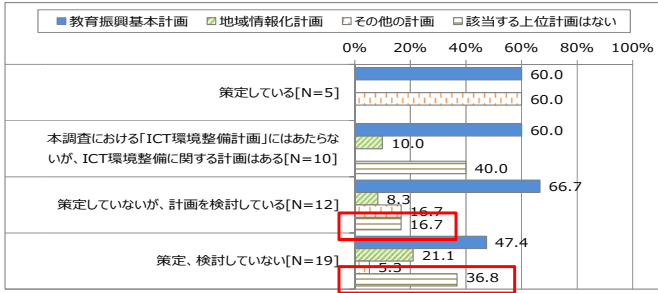 教育振興基本計画 地域情報化計画 その他の計画 該当する上位計画はない
0% 20% 40% 60% 80% 100%
策定している[N=5]
60.0
60.0
本調査における「ICT環境整備計画」にはあたらな
いが、ICT環境整備に関する計画はある[N=10]
60.0
10.0
40.0
策定していないが、計画を検討している[N=12]
66.7
8.3
16.7
16.7
策定、検討していない[N=19]
47.4
21.1
5.3
36.8